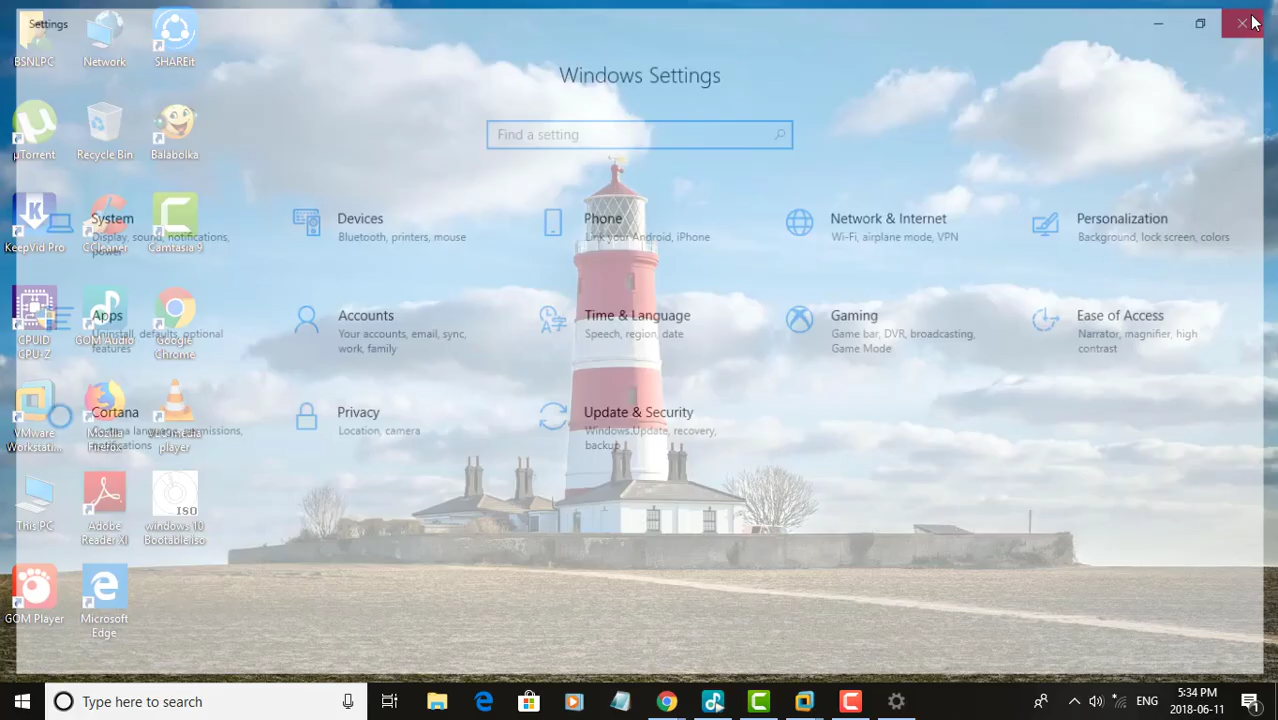 Settings
Windows Settings
Find a setting
System
Display, sound, notifications,
power
Devices
Bluetooth, printers, mouse
Phone
Link your Android, iPhone
Network & Internet
Wi-Fi, airplane mode, VPN
Personalization
Background, lock screen, colors
Apps
Uninstall, defaults, optional
features
Accounts
Your accounts, email, sync,
work, family
Time & Language
Speech, region, date
Gaming
Game bar, DVR, broadcasting,
Game Mode
Ease of Access
Narrator, magnifier, high
contrast
Cortana
Cortana language, permissions,
notifications
Privacy
Location, camera
Update & Security
Windows Update, recovery,
backup
BSNLPC
Network
SHAREit
µTorrent
Recycle Bin
Balabolka
KeepVid Pro
CCleaner
Camtasia 9
CPUID
CPU-Z
GOM Audio
Google
Chrome
VMware
Workstati...
Mozilla
Firefox
VLC media
player
This PC
Adobe
Reader XI
ISO
windows 10
Bootable.iso
GOM Player
Microsoft
Edge
Type here to search
ENG
5:34 PM
2018-06-11
1